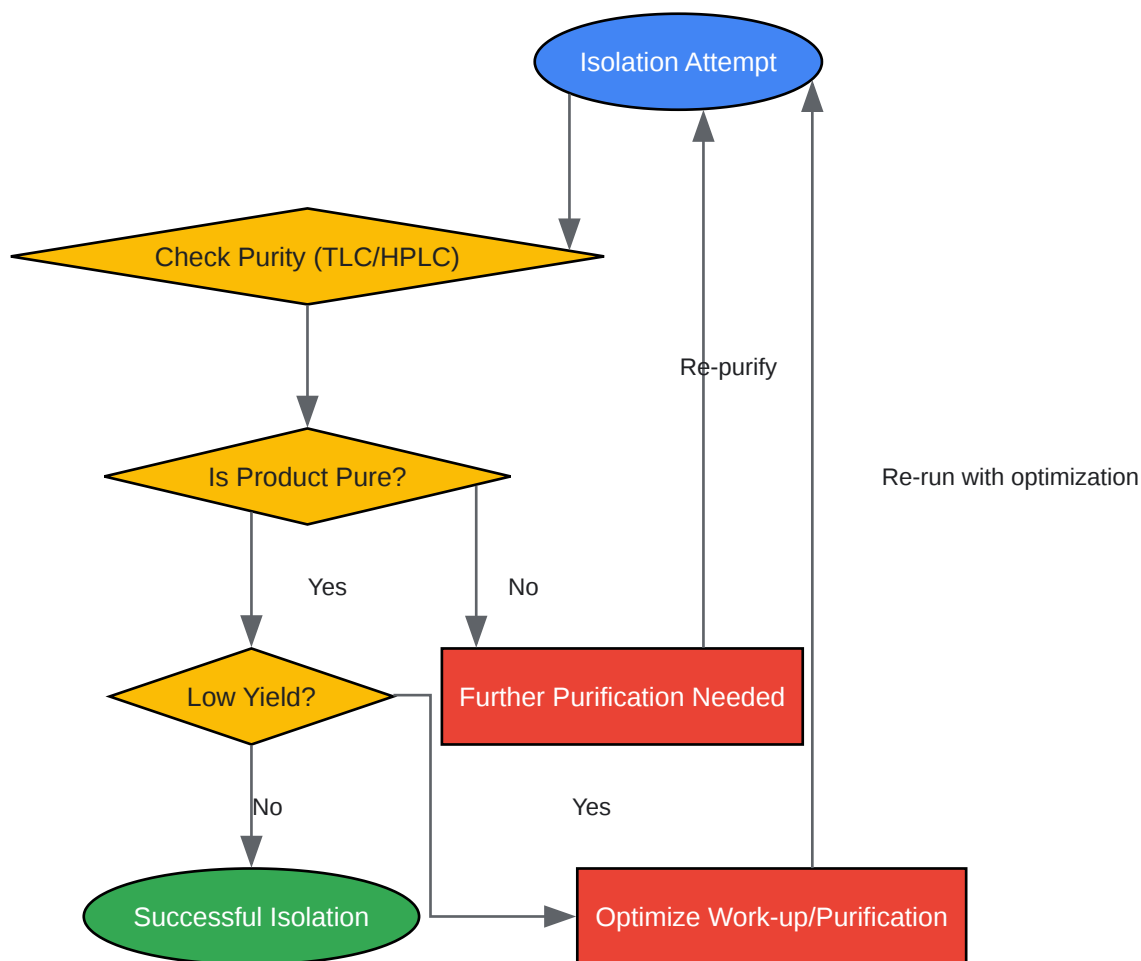 Isolation Attempt
Check Purity (TLC/HPLC)
Re-purify
Is Product Pure?
Re-run with optimization
Yes
No
Low Yield?
Further Purification Needed
No
Yes
Successful Isolation
Optimize Work-up/Purification